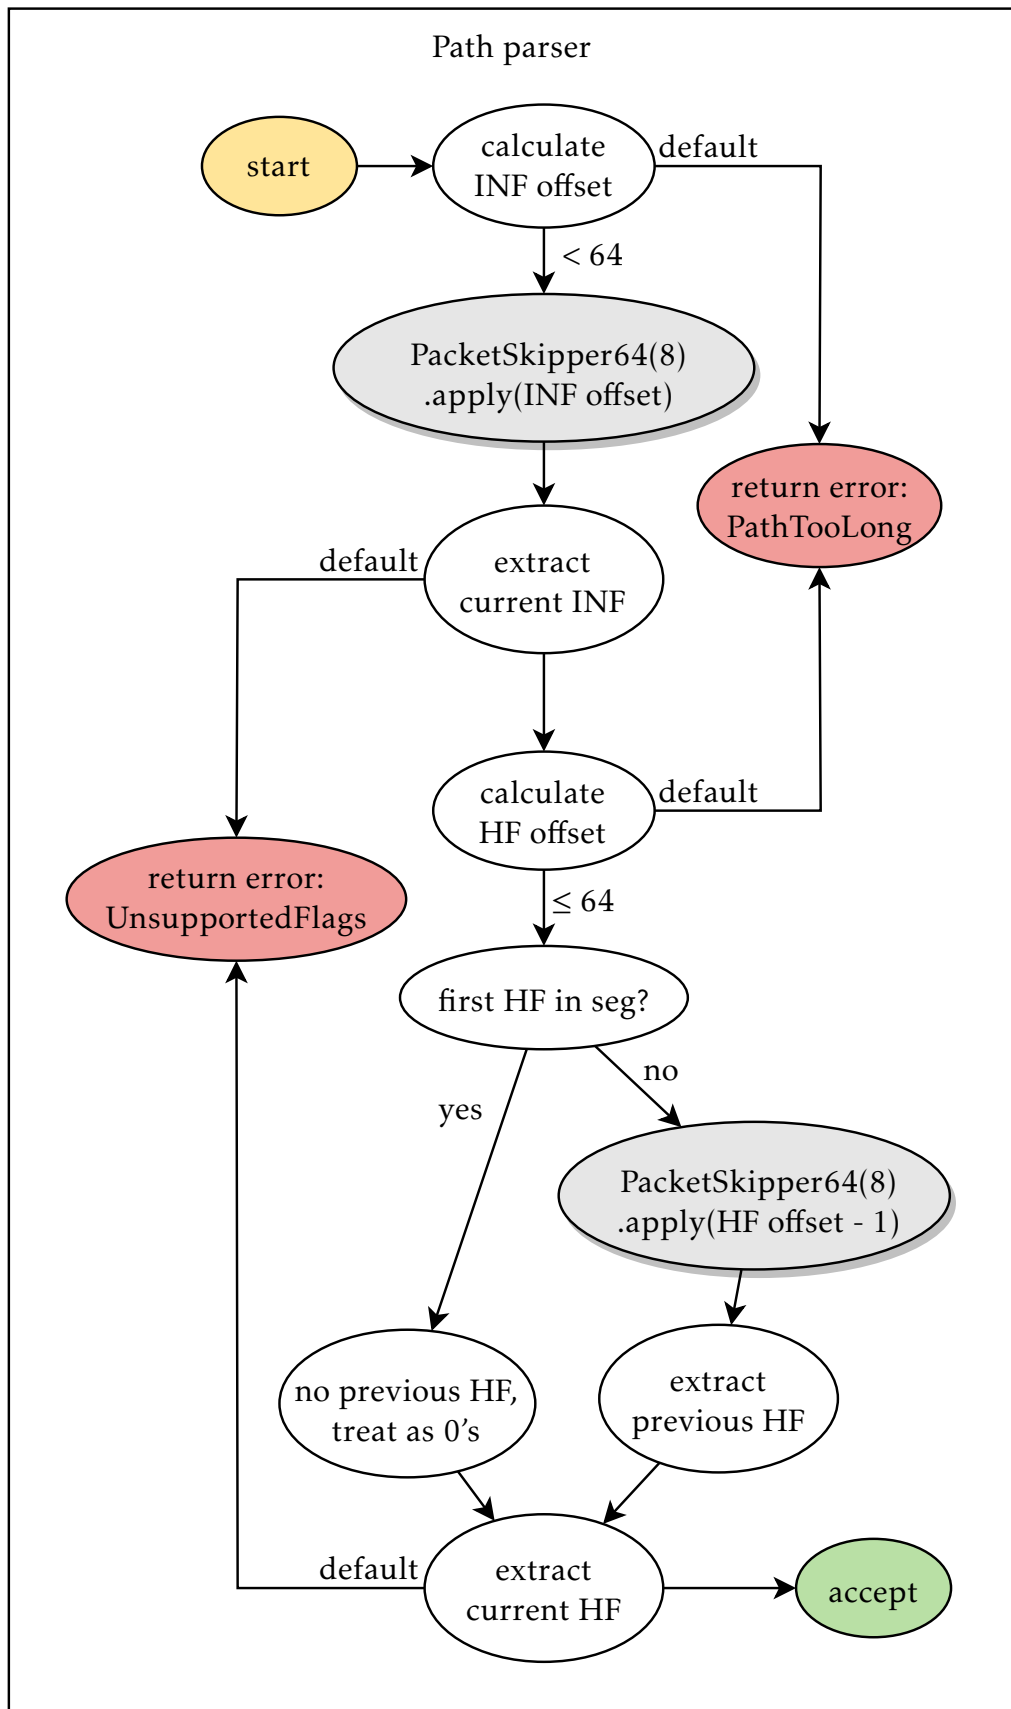 Path parser
start
calculate
INF offset
default
< 64
PacketSkipper64(8)
.apply(INF offset)
return error:
PathTooLong
default
extract
current INF
calculate
HF offset
default
return error:
UnsupportedFlags
≤ 64
first HF in seg?
yes
no
PacketSkipper64(8)
.apply(HF offset - 1)
no previous HF,
treat as 0’s
extract
previous HF
default
extract
current HF
accept